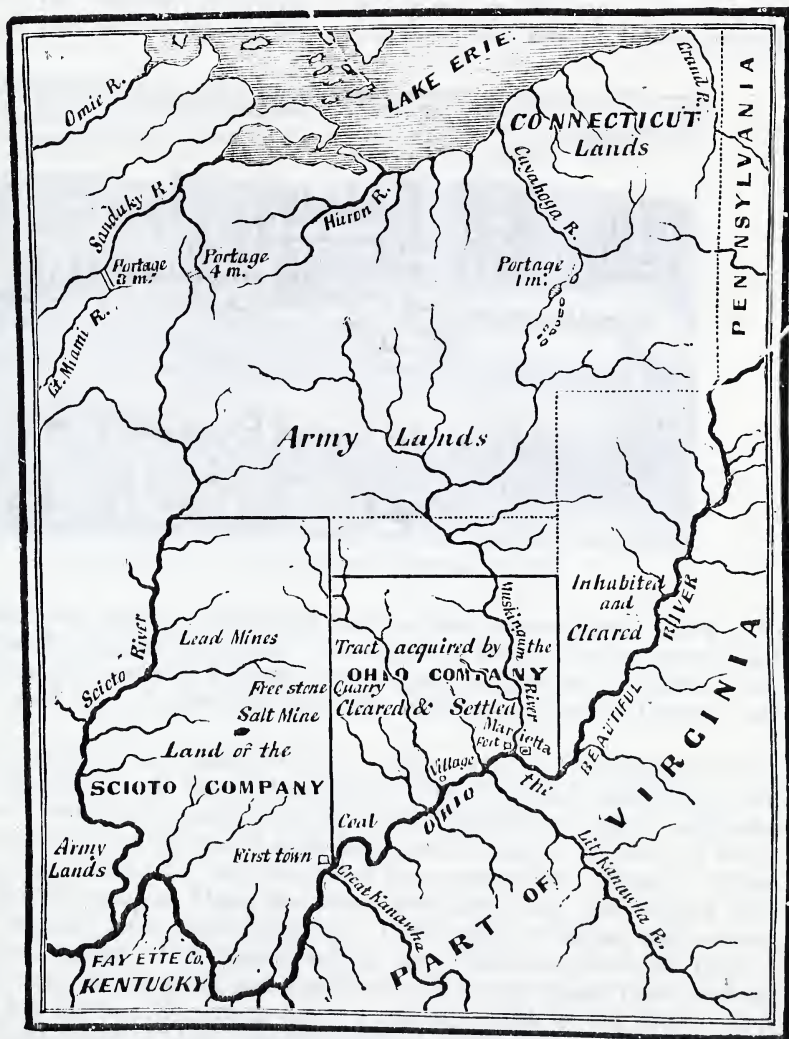 LAKE ERIE.
Omie R.
Grand R.
PENNSYLVANIA
CONNECTICUT
Lands
Cuyahoga R.
Sanduky R.
Huron R.
Portage
8 m.
Portage
4 m.
Portage
1 m.
Gt. Miami R.
Army Lands
Inhabited
and
Cleared
Muskingum
River
Lead Mines
Scioto River
Tract acquired by the
OHIO COMPANY
Free stone Quarry
Cleared & Settled
Salt Mine
Marietta
Fort
Village
Land of the
SCIOTO COMPANY
OHIO the BEAUTIFUL RIVER
Coal
Army
Lands
First town
Great Kanawha
Litl Kanawha R.
PART OF VIRGINIA
FAYETTE Co.
KENTUCKY